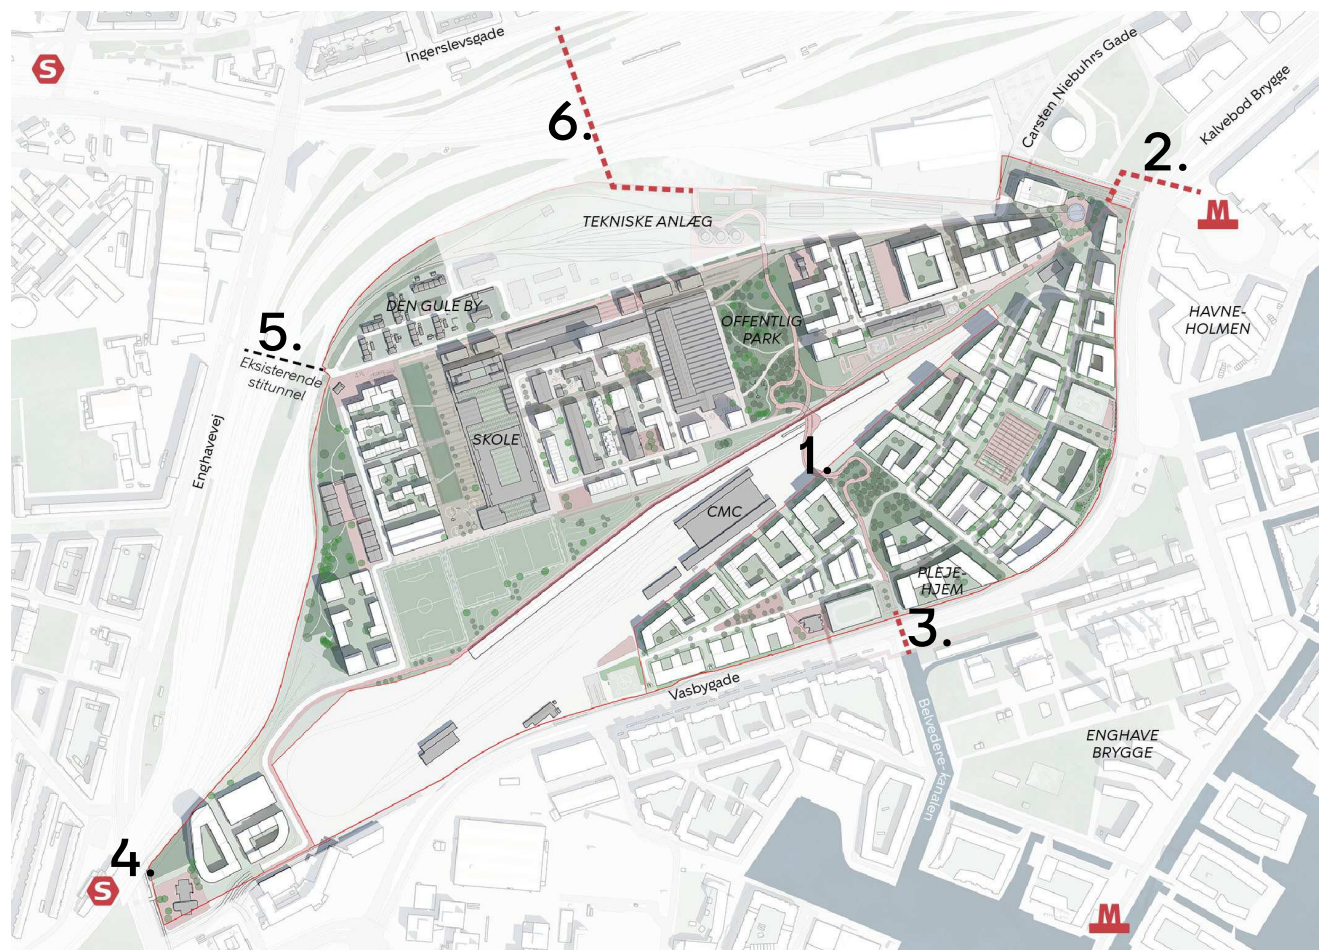 Ingerslevsgade
S
Carsten Niebuhrs Gade
Kalvebod Brygge
6.
2.
M
TEKNISKE ANLÆG
DEN GULE BY
OFFENTLIG
PARK
HAVNE-
HOLMEN
5.
Eksisterende
stitunnel
Enghavevej
SKOLE
1.
CMC
PLEJE-
HJEM
3.
Vasbygade
Belvedere-kanalen
ENGHAVE
BRYGGE
4.
S
M